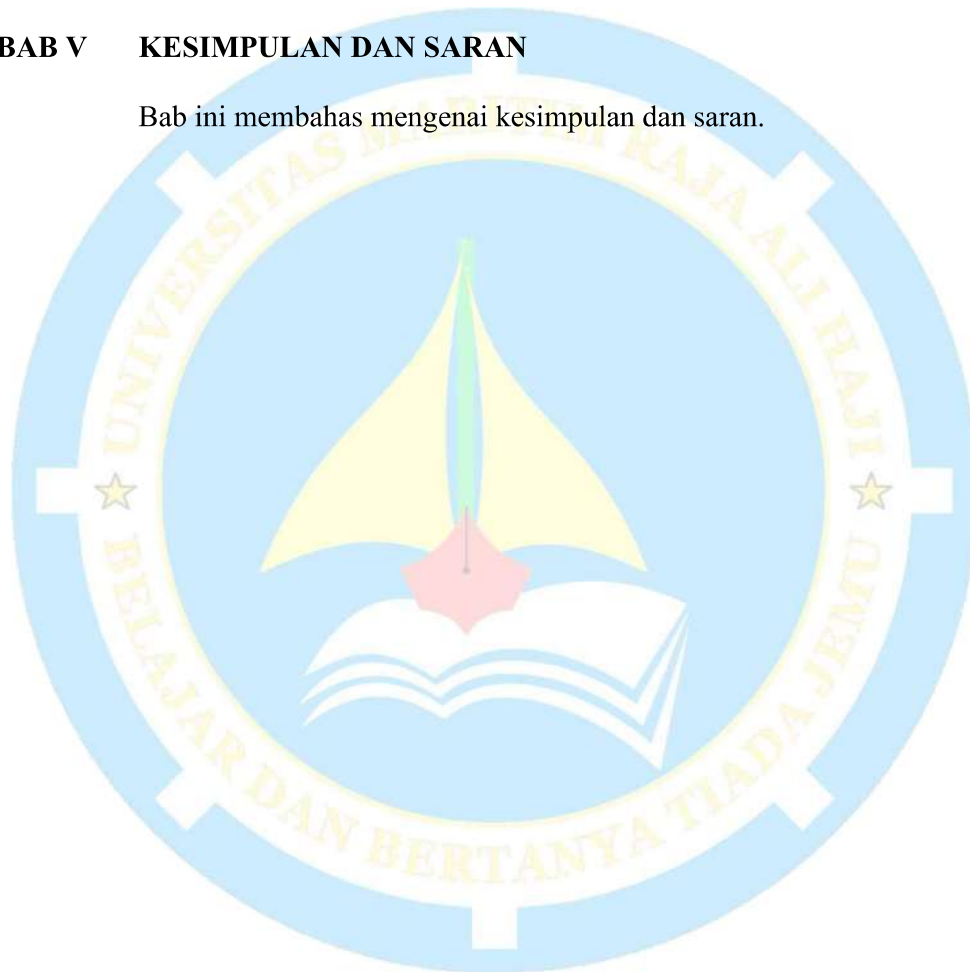 BAB V KESIMPULAN DAN SARAN
Bab ini membahas mengenai kesimpulan dan saran.
UNIVERSITAS MARITIM RAJA ALI HAJI
BELAJAR DAN BERTANYA TIADA JEMU